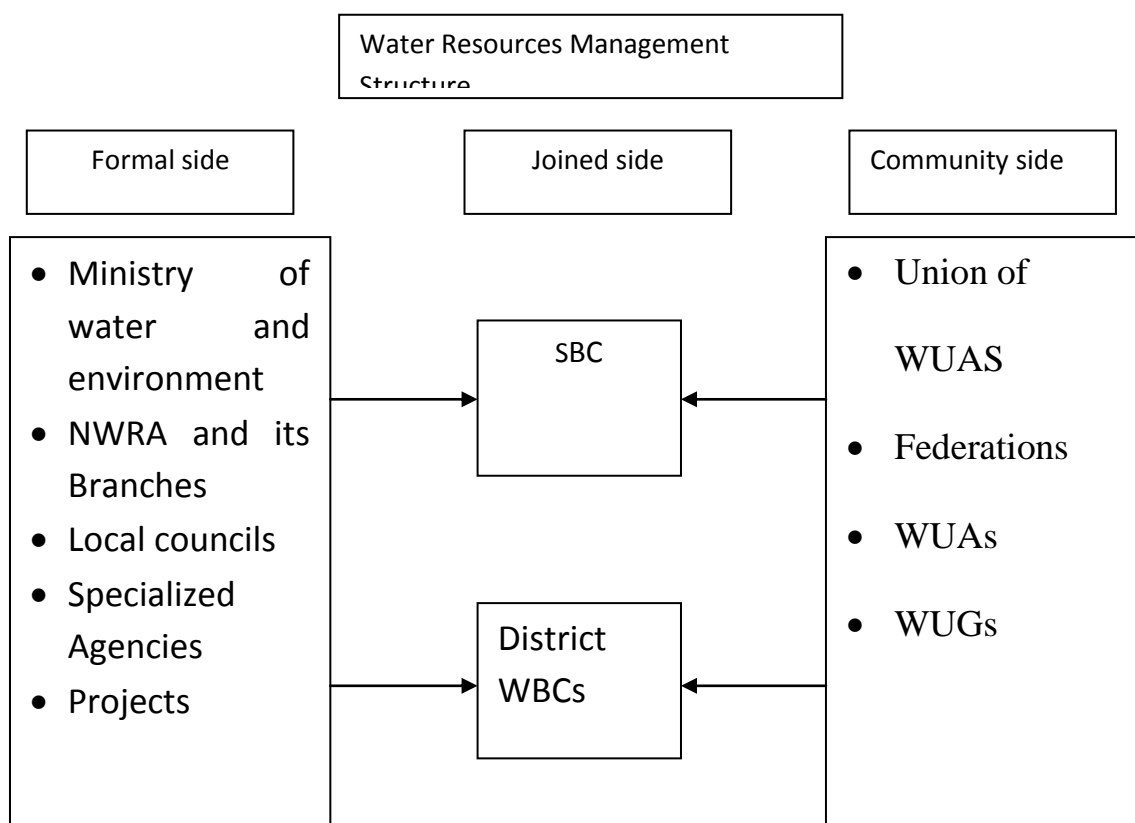 Water Resources Management
Structure
Formal side
Joined side
Community side
• Ministry of
water and
environment
• NWRA and its
Branches
• Local councils
• Specialized
Agencies
• Projects
SBC
District
WBCs
• Union of
WUAS
• Federations
• WUAs
• WUGs